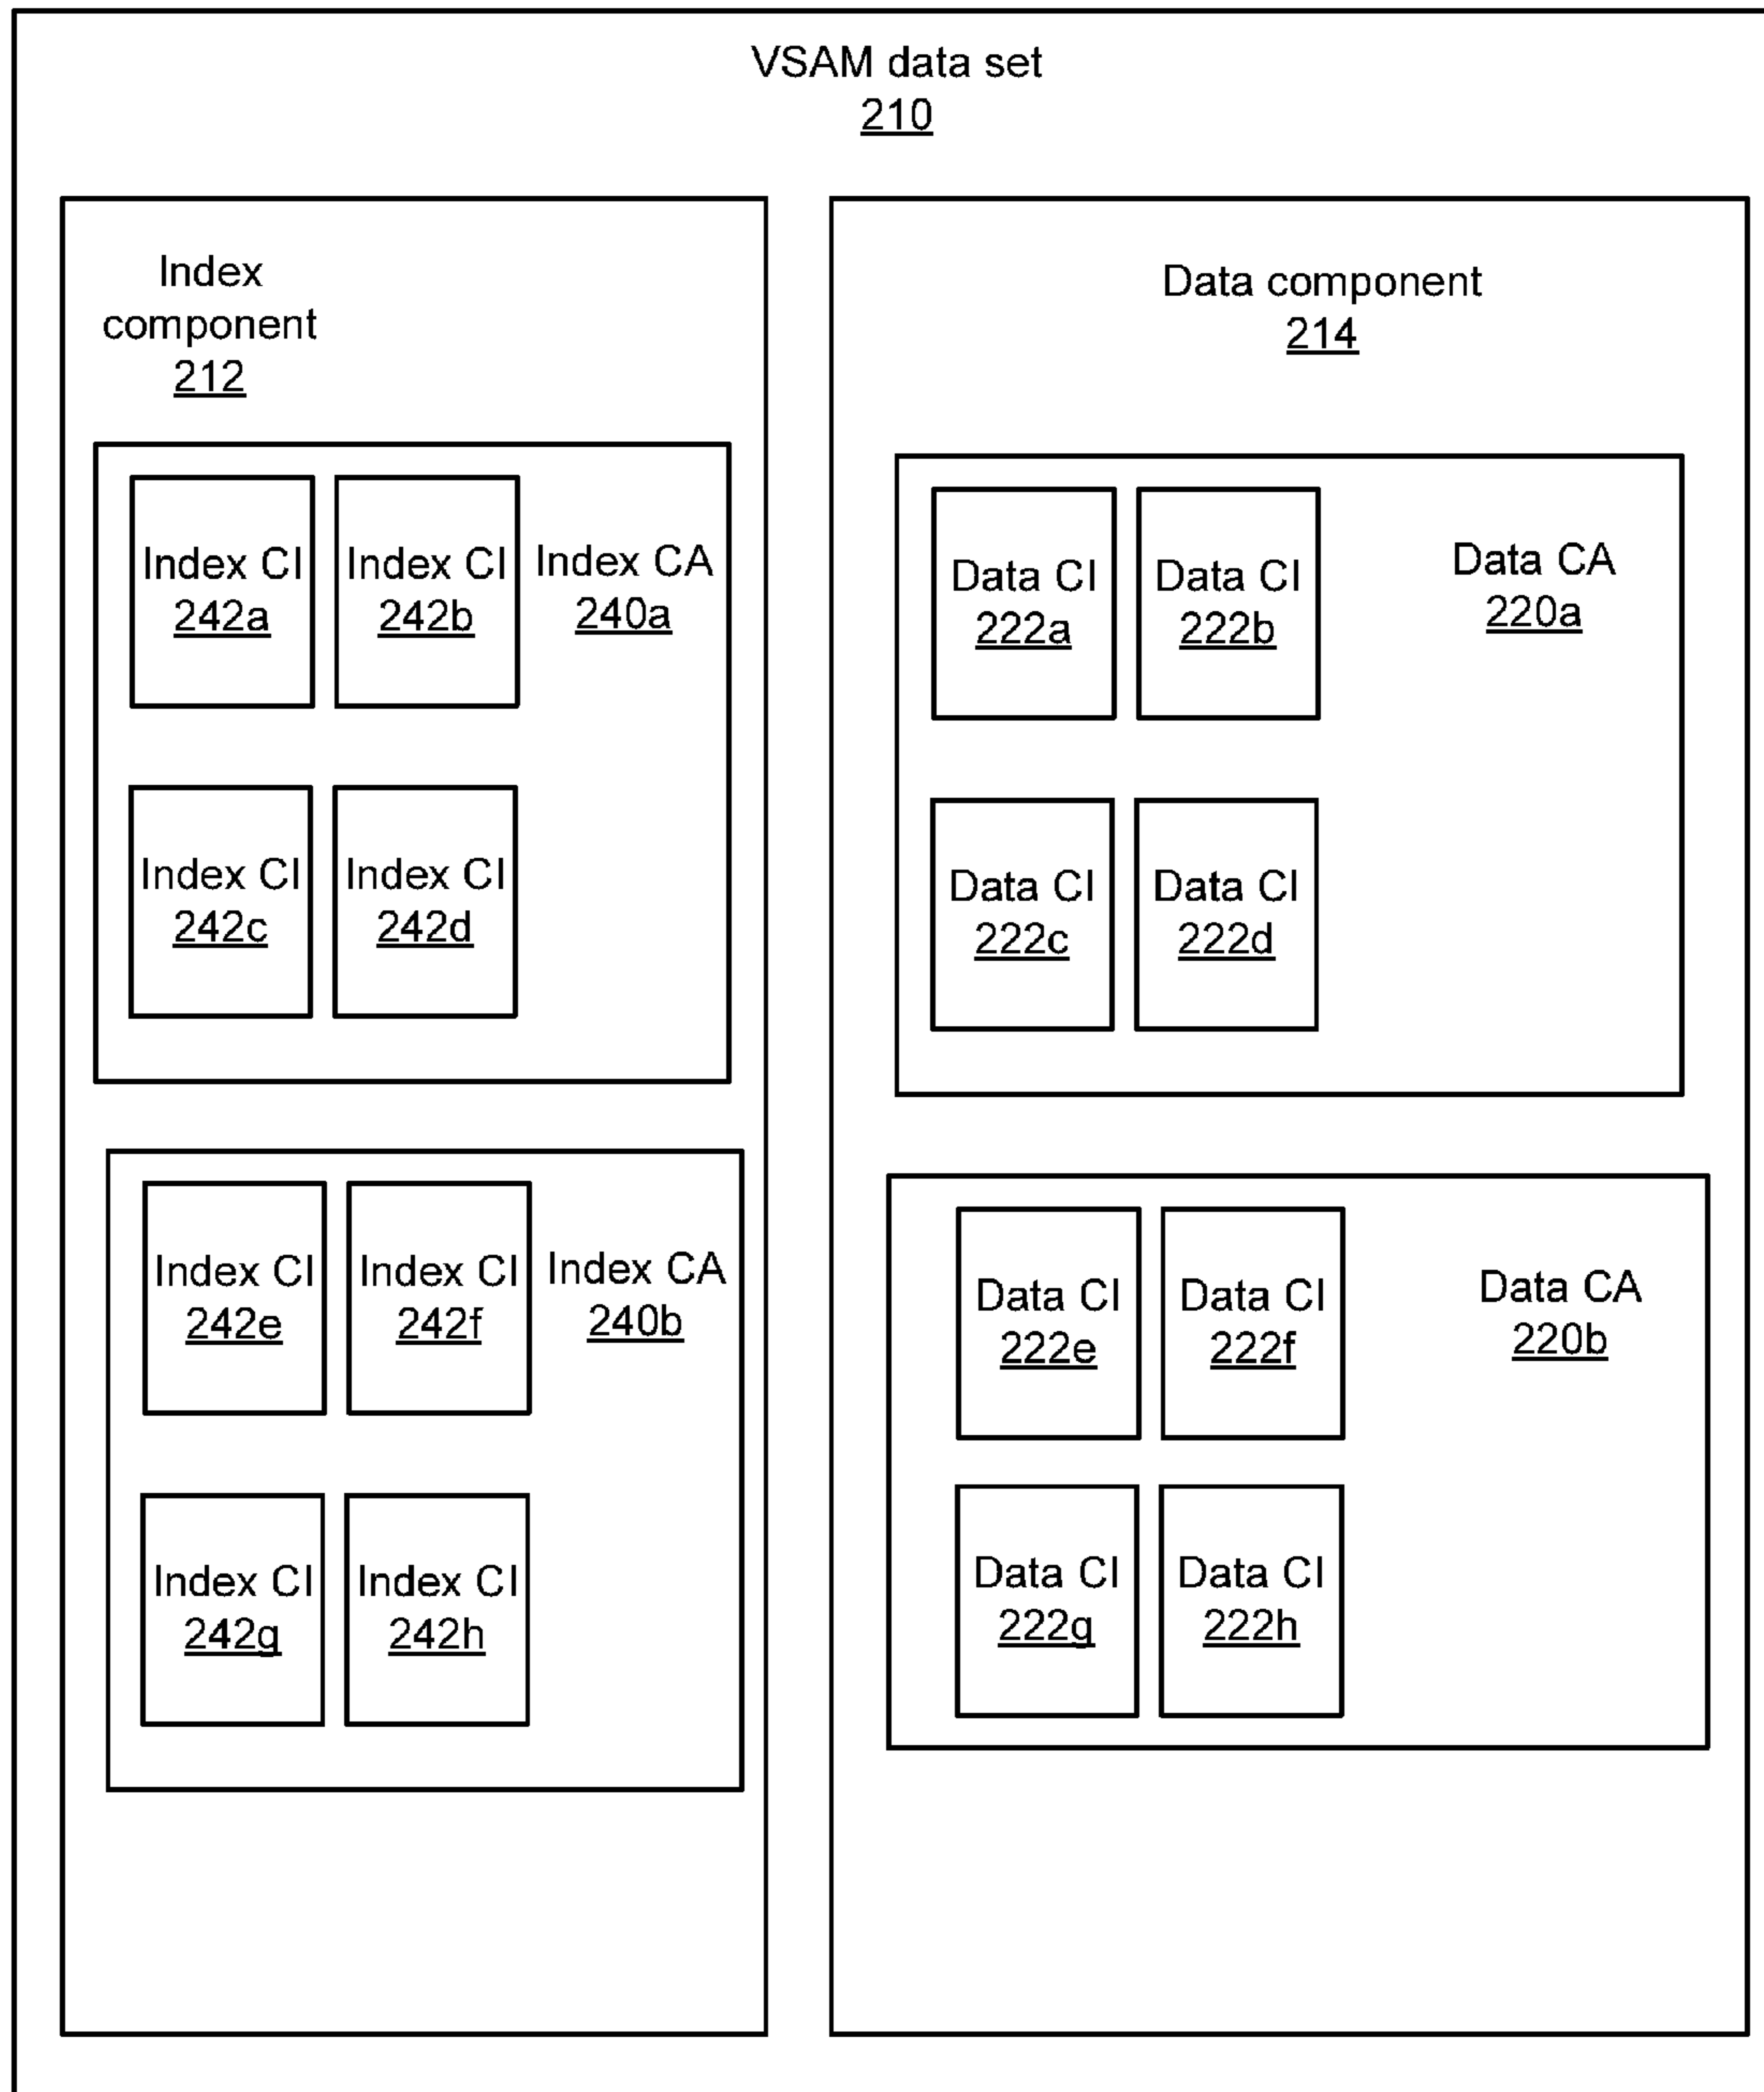 VSAM data set
210
Index
component
212
Index CI
242a
Index CI
242b
Index CA
240a
Index CI
242c
Index CI
242d
Index CI
242e
Index CI
242f
Index CA
240b
Index CI
242g
Index CI
242h
Data component
214
Data CI
222a
Data CI
222b
Data CA
220a
Data CI
222c
Data CI
222d
Data CI
222e
Data CI
222f
Data CA
220b
Data CI
222g
Data CI
222h